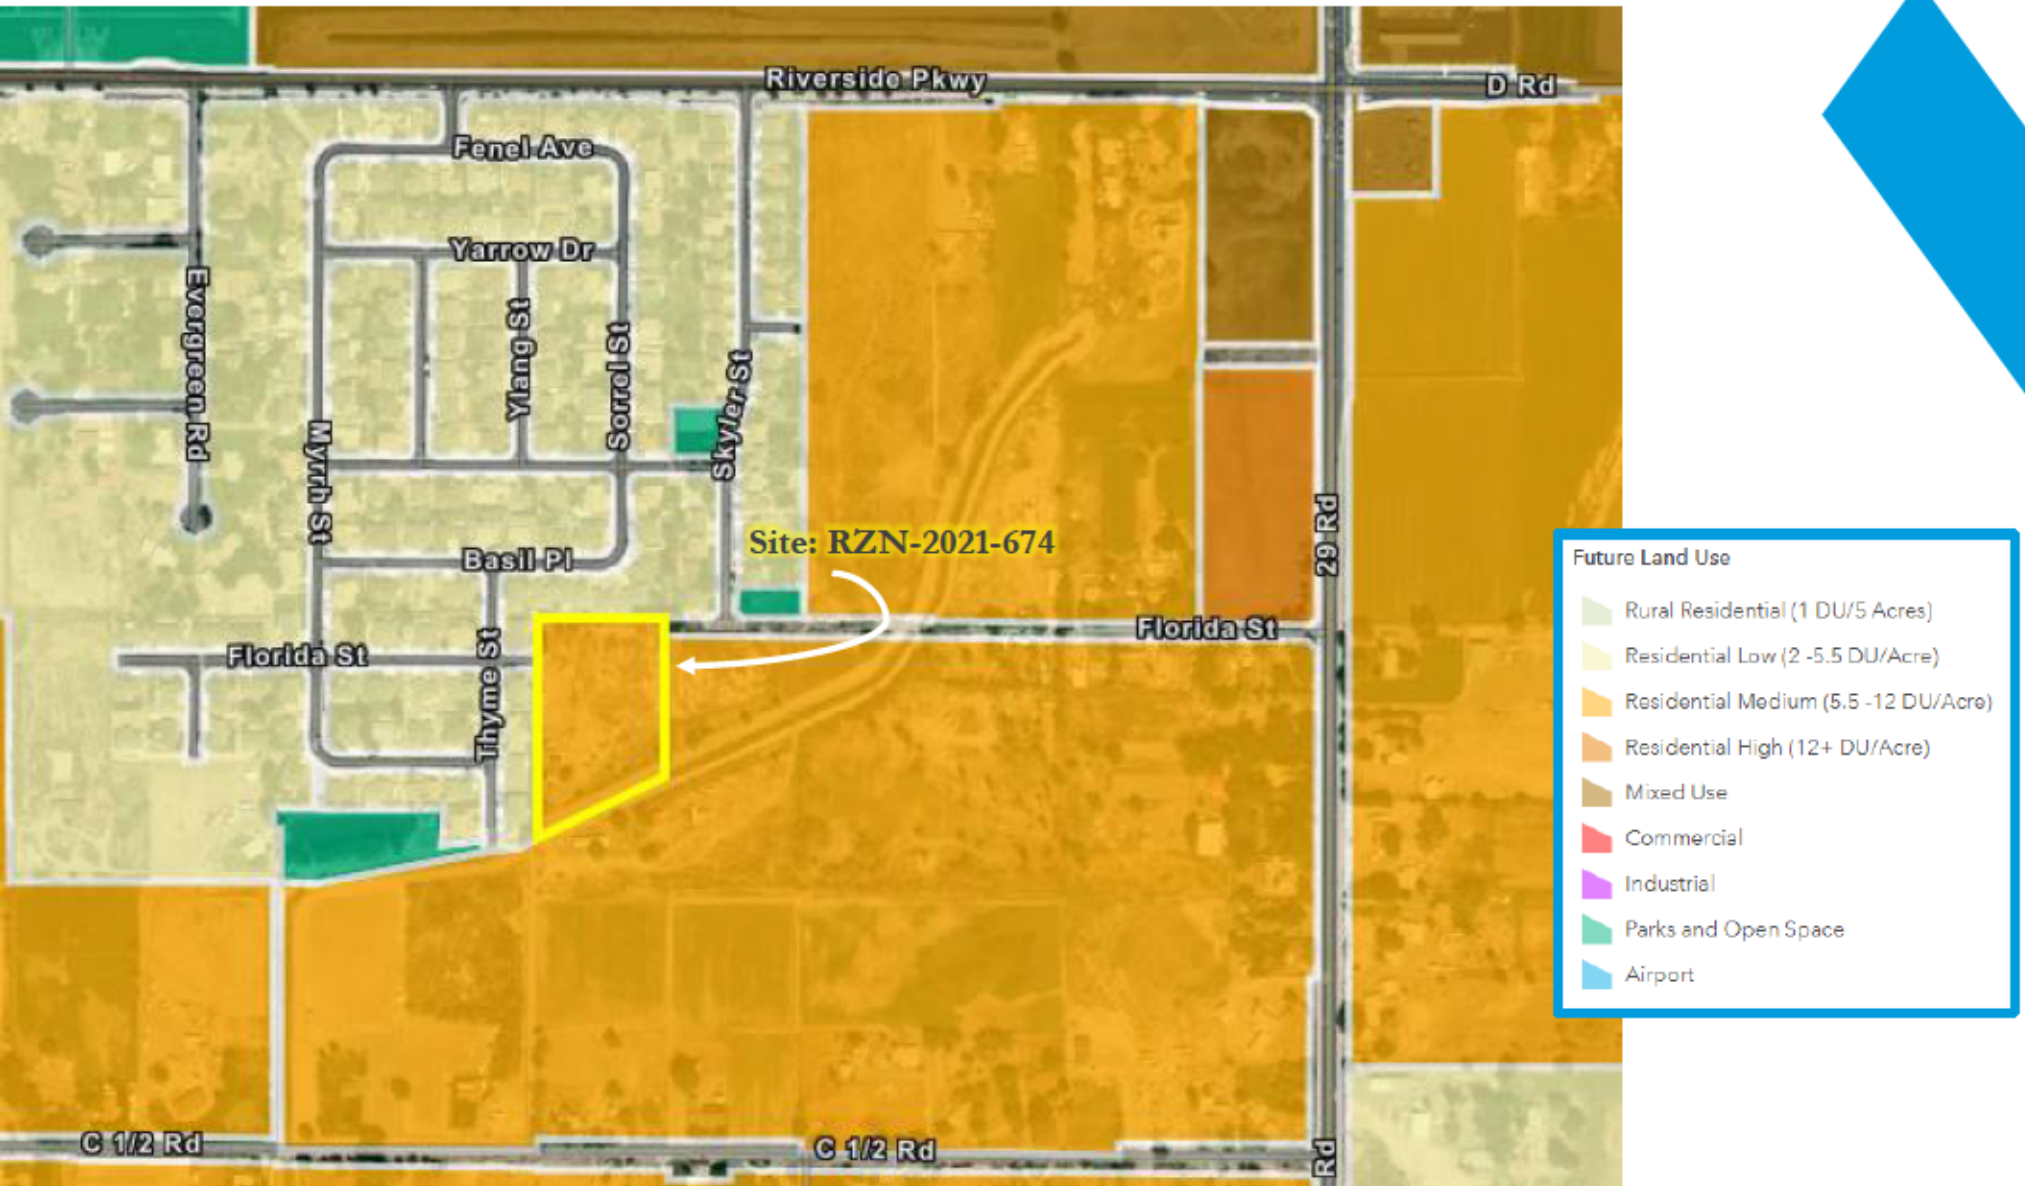 Riverside Pkwy
D Rd
Fenel Ave
Yarrow Dr
Evergreen Rd
Ylang St
Sorrel St
Skyler St
Myrrh St
29 Rd
Site: RZN-2021-674
Basil Pl
Florida St
Florida St
Thyme St
C 1/2 Rd
C 1/2 Rd
Rd
Future Land Use
Rural Residential (1 DU/5 Acres)
Residential Low (2 -5.5 DU/Acre)
Residential Medium (5.5 -12 DU/Acre)
Residential High (12+ DU/Acre)
Mixed Use
Commercial
Industrial
Parks and Open Space
Airport